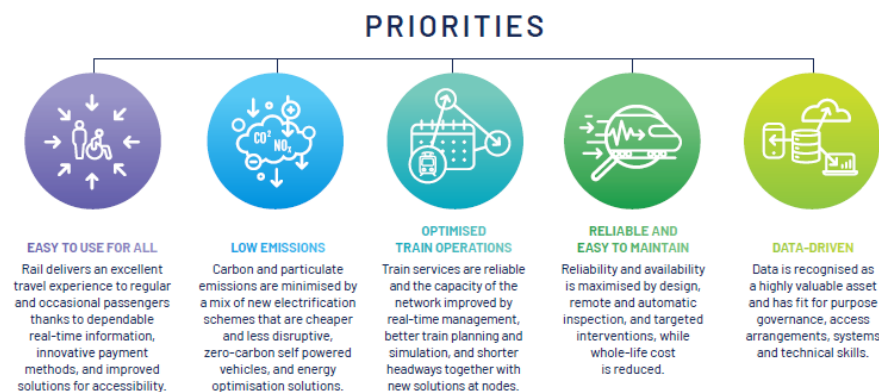 PRIORITIES
CO²
NOₓ
EASY TO USE FOR ALL
Rail delivers an excellent
travel experience to regular
and occasional passengers
thanks to dependable
real-time information,
innovative payment
methods, and improved
solutions for accessibility.
LOW EMISSIONS
Carbon and particulate
emissions are minimised by
a mix of new electrification
schemes that are cheaper
and less disruptive,
zero-carbon self powered
vehicles, and energy
optimisation solutions.
OPTIMISED
TRAIN OPERATIONS
Train services are reliable
and the capacity of the
network improved by
real-time management,
better train planning and
simulation, and shorter
headways together with
new solutions at nodes.
RELIABLE AND
EASY TO MAINTAIN
Reliability and availability
is maximised by design,
remote and automatic
inspection, and targeted
interventions, while
whole-life cost
is reduced.
DATA-DRIVEN
Data is recognised as
a highly valuable asset
and has fit for purpose
governance, access
arrangements, systems
and technical skills.